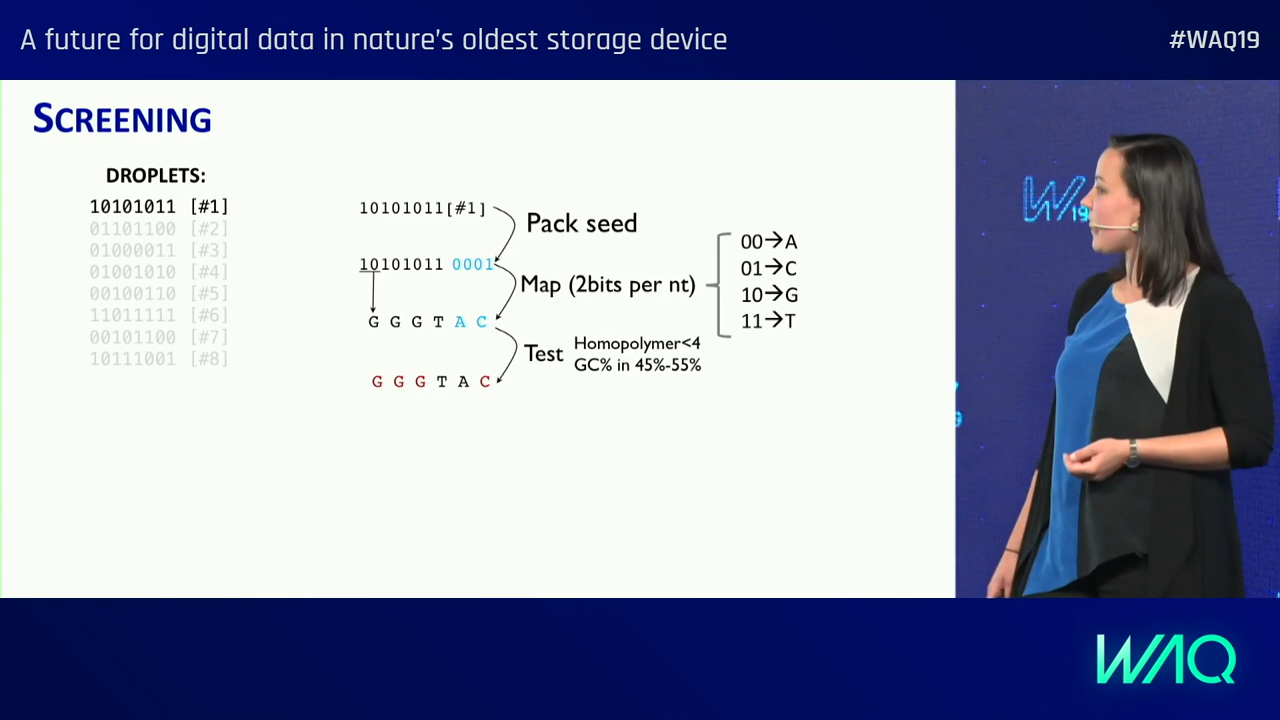 A future for digital data in nature's oldest storage device
#WAQ19
SCREENING
DROPLETS:
10101011 [#1]
01101100 [#2]
01000011 [#3]
01001010 [#4]
00100110 [#5]
11011111 [#6]
00101100 [#7]
10111001 [#8]
10101011[#1]
Pack seed
10101011 0001
Map (2bits per nt)
00→A
01→C
10→G
11→T
G G G T A C
Test
Homopolymer<4
GC% in 45%-55%
G G G T A C
WAQ
19
WAQ